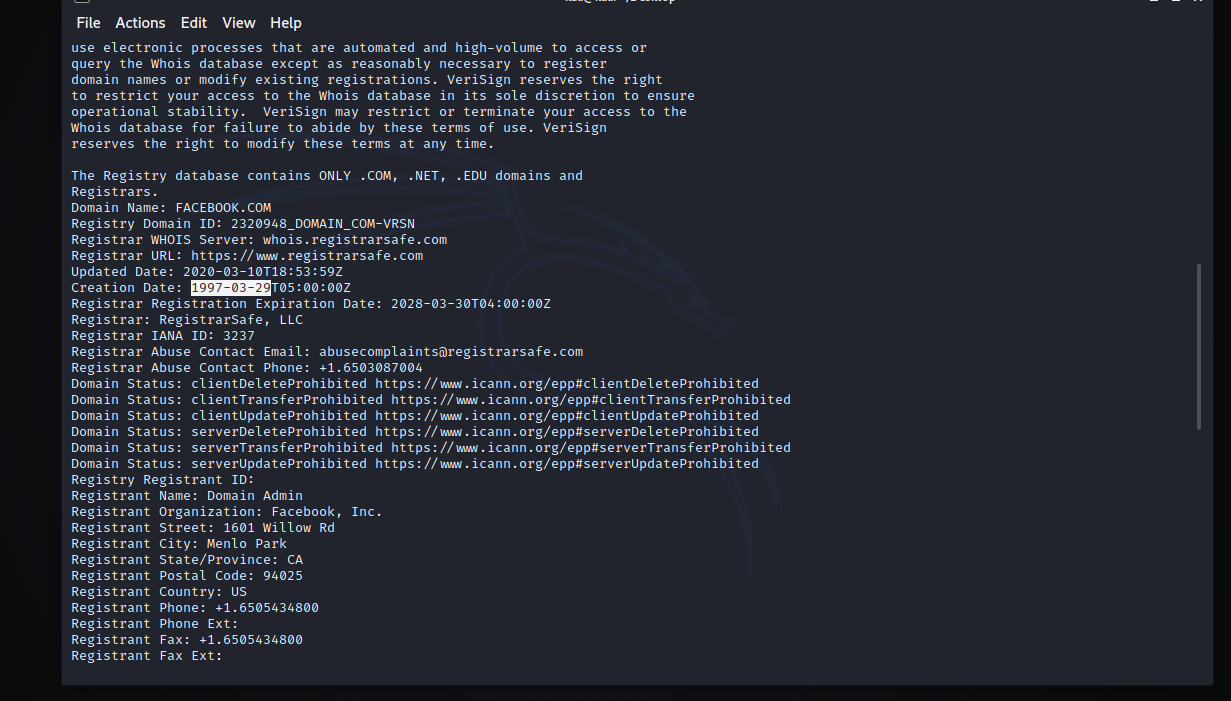 File Actions Edit View Help
use electronic processes that are automated and high-volume to access or
query the Whois database except as reasonably necessary to register
domain names or modify existing registrations. VeriSign reserves the right
to restrict your access to the Whois database in its sole discretion to ensure
operational stability.  VeriSign may restrict or terminate your access to the
Whois database for failure to abide by these terms of use. VeriSign
reserves the right to modify these terms at any time.

The Registry database contains ONLY .COM, .NET, .EDU domains and
Registrars.
Domain Name: FACEBOOK.COM
Registry Domain ID: 2320948_DOMAIN_COM-VRSN
Registrar WHOIS Server: whois.registrarsafe.com
Registrar URL: https://www.registrarsafe.com
Updated Date: 2020-03-10T18:53:59Z
Creation Date: 1997-03-29T05:00:00Z
Registrar Registration Expiration Date: 2028-03-30T04:00:00Z
Registrar: RegistrarSafe, LLC
Registrar IANA ID: 3237
Registrar Abuse Contact Email: abusecomplaints@registrarsafe.com
Registrar Abuse Contact Phone: +1.6503087004
Domain Status: clientDeleteProhibited https://www.icann.org/epp#clientDeleteProhibited
Domain Status: clientTransferProhibited https://www.icann.org/epp#clientTransferProhibited
Domain Status: clientUpdateProhibited https://www.icann.org/epp#clientUpdateProhibited
Domain Status: serverDeleteProhibited https://www.icann.org/epp#serverDeleteProhibited
Domain Status: serverTransferProhibited https://www.icann.org/epp#serverTransferProhibited
Domain Status: serverUpdateProhibited https://www.icann.org/epp#serverUpdateProhibited
Registry Registrant ID:
Registrant Name: Domain Admin
Registrant Organization: Facebook, Inc.
Registrant Street: 1601 Willow Rd
Registrant City: Menlo Park
Registrant State/Province: CA
Registrant Postal Code: 94025
Registrant Country: US
Registrant Phone: +1.6505434800
Registrant Phone Ext:
Registrant Fax: +1.6505434800
Registrant Fax Ext: